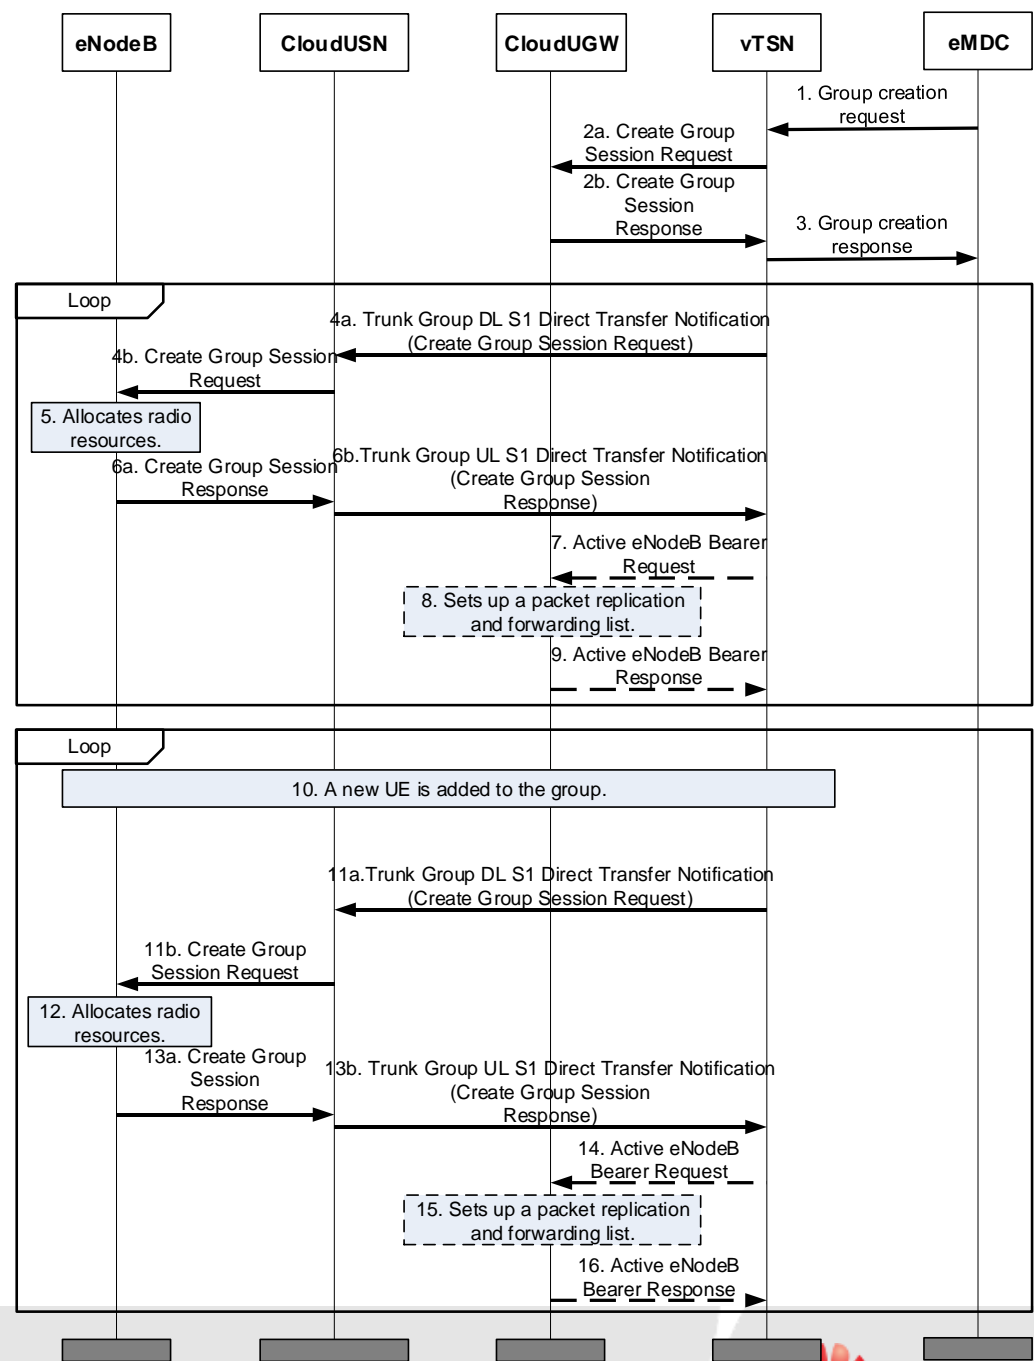 eNodeB
CloudUSN
CloudUGW
vTSN
eMDC
1. Group creation
request
2a. Create Group
Session Request
2b. Create Group
Session
Response
3. Group creation
response
Loop
4a. Trunk Group DL S1 Direct Transfer Notification
(Create Group Session Request)
4b. Create Group Session
Request
5. Allocates radio
resources.
6a. Create Group Session
Response
6b.Trunk Group UL S1 Direct Transfer Notification
(Create Group Session
Response)
7. Active eNodeB Bearer
Request
8. Sets up a packet replication
and forwarding list.
9. Active eNodeB Bearer
Response
Loop
10. A new UE is added to the group.
11a.Trunk Group DL S1 Direct Transfer Notification
(Create Group Session Request)
11b. Create Group
Session Request
12. Allocates radio
resources.
13a. Create Group
Session
Response
13b. Trunk Group UL S1 Direct Transfer Notification
(Create Group Session
Response)
14. Active eNodeB
Bearer Request
15. Sets up a packet replication
and forwarding list.
16. Active eNodeB
Bearer Response